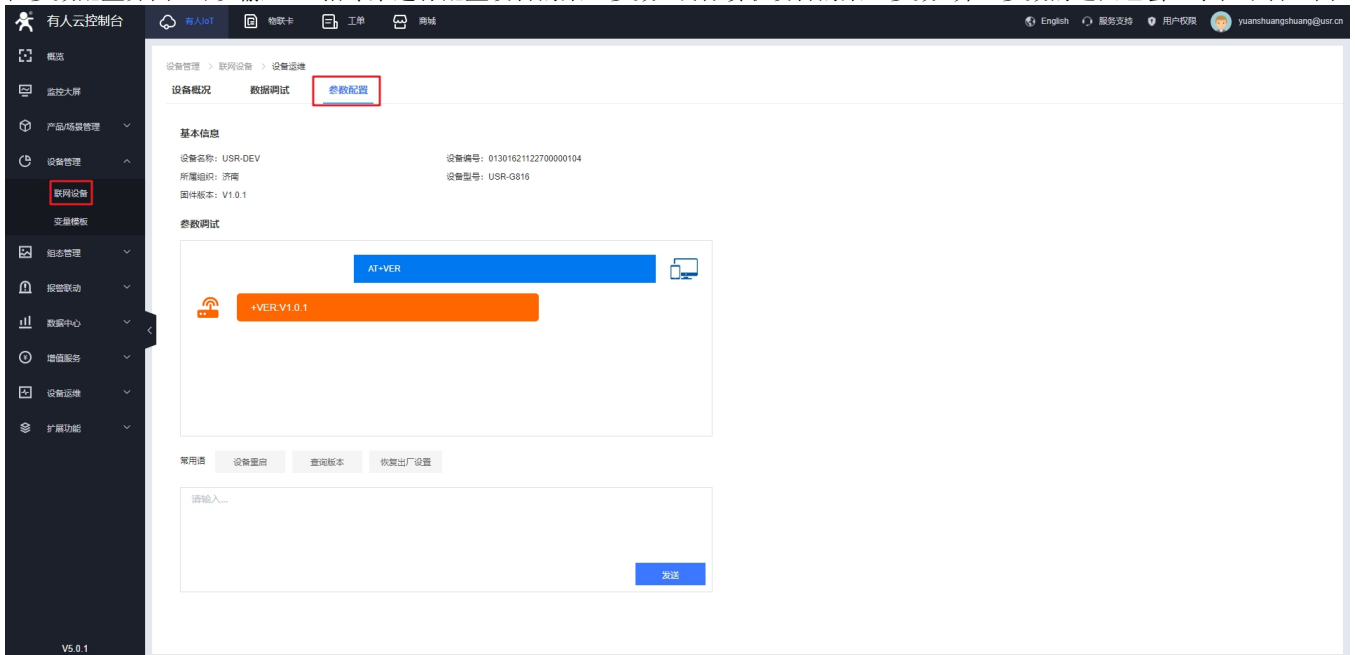 有人云控制台
有人IoT
物联卡
工单
商城
English
服务支持
用户权限
yuanshuangshuang@usr.cn
概览
监控大屏
产品/场景管理
设备管理
联网设备
变量模板
组态管理
报警联动
数据中心
增值服务
设备运维
扩展功能
V5.0.1
设备管理 > 联网设备 > 设备运维
设备概况 数据调试 参数配置
基本信息
设备名称: USR-DEV 设备编号: 01301621122700000104
所属组织: 济南 设备型号: USR-G816
固件版本: V1.0.1
参数调试
AT+VER
+VER:V1.0.1
常用语 设备重启 查询版本 恢复出厂设置
请输入...
发送